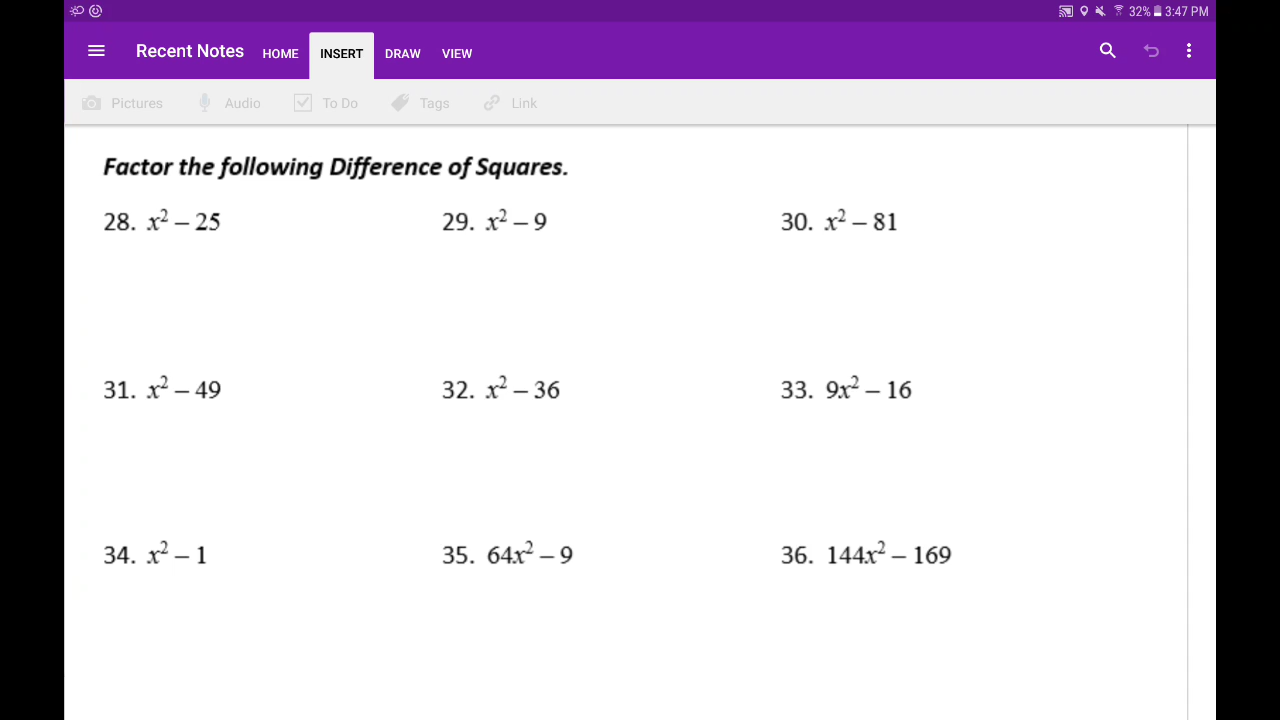 32% 3:47 PM
Recent Notes HOME INSERT DRAW VIEW
Pictures Audio To Do Tags Link
Factor the following Difference of Squares.
28. x² – 25 29. x² – 9 30. x² – 81
31. x² – 49 32. x² – 36 33. 9x² – 16
34. x² – 1 35. 64x² – 9 36. 144x² – 169